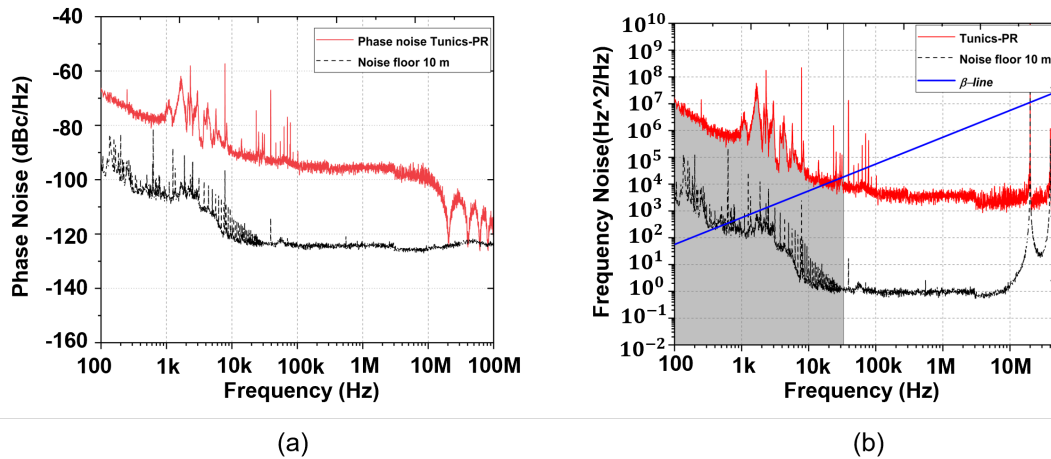 -40
-60
-80
-100
-120
-140
-160
Phase Noise (dBc/Hz)
Phase noise Tunics-PR
Noise floor 10 m
100 1k 10k 100k 1M 10M 100M
Frequency (Hz)
(a)
10^10
10^9
10^8
10^7
10^6
10^5
10^4
10^3
10^2
10^1
10^0
10^-1
10^-2
Frequency Noise(Hz^2/Hz)
Tunics-PR
Noise floor 10 m
β–line
100 1k 10k 100k 1M 10M
Frequency (Hz)
(b)